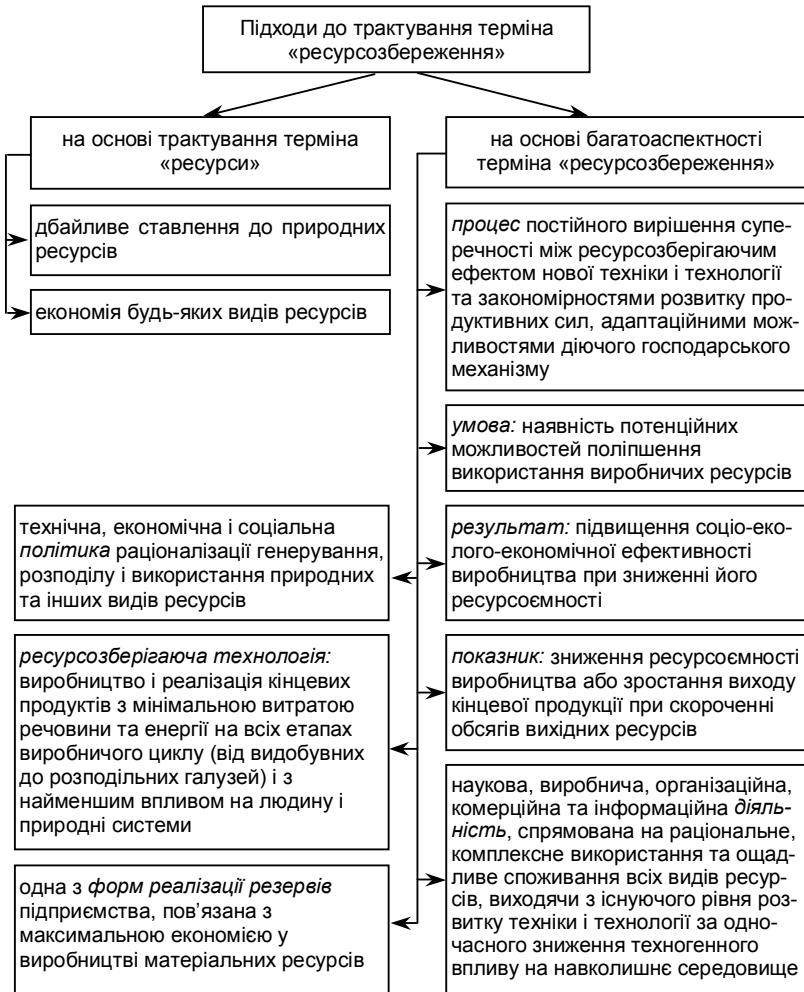 Підходи до трактування терміна
«ресурсозбереження»
на основі трактування терміна
«ресурси»
дбайливе ставлення до природних
ресурсів
економія будь-яких видів ресурсів
на основі багатоаспектності
терміна «ресурсозбереження»
процес постійного вирішення супе-
речності між ресурсозберігаючим
ефектом нової техніки і технології
та закономірностями розвитку про-
дуктивних сил, адаптаційними мож-
ливостями діючого господарського
механізму
умова: наявність потенційних
можливостей поліпшення
використання виробничих ресурсів
результат: підвищення соціо-еко-
лого-економічної ефективності
виробництва при зниженні його
ресурсоємності
показник: зниження ресурсоємності
виробництва або зростання виходу
кінцевої продукції при скороченні
обсягів вихідних ресурсів
наукова, виробнича, організаційна,
комерційна та інформаційна діяль-
ність, спрямована на раціональне,
комплексне використання та ощад-
ливе споживання всіх видів ресур-
сів, виходячи з існуючого рівня роз-
витку техніки і технології за одно-
часного зниження техногенного
впливу на навколишнє середовище
технічна, економічна і соціальна
політика раціоналізації генерування,
розподілу і використання природних
та інших видів ресурсів
ресурсозберігаюча технологія:
виробництво і реалізація кінцевих
продуктів з мінімальною витратою
речовини та енергії на всіх етапах
виробничого циклу (від видобувних
до розподільних галузей) і з
найменшим впливом на людину і
природні системи
одна з форм реалізації резервів
підприємства, пов’язана з
максимальною економією у
виробництві матеріальних ресурсів